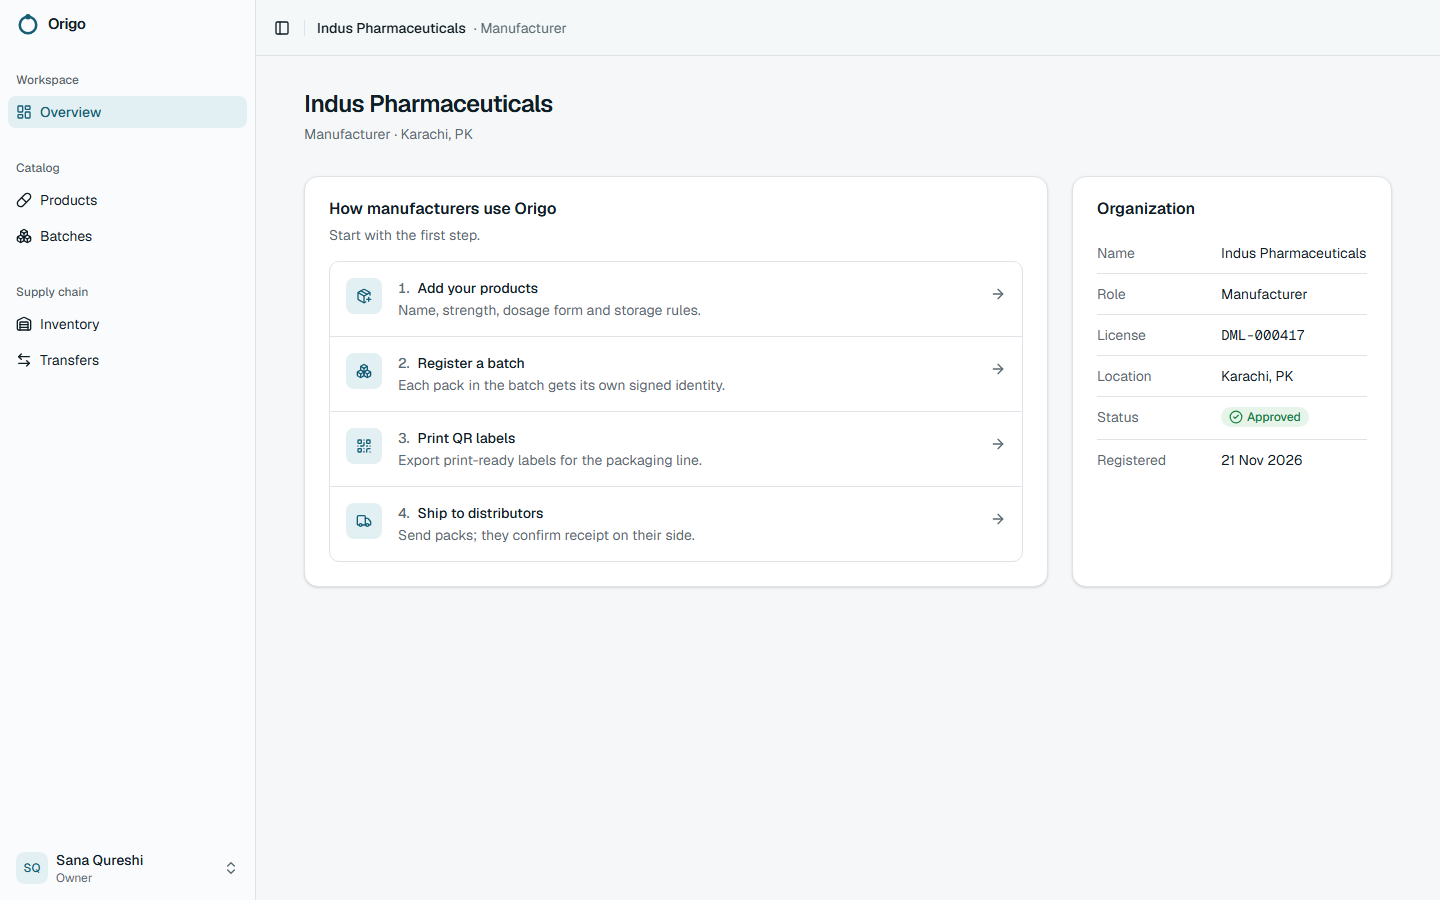 Origo
Workspace
Overview
Catalog
Products
Batches
Supply chain
Inventory
Transfers
SQ
Sana Qureshi
Owner
Indus Pharmaceuticals · Manufacturer
Indus Pharmaceuticals
Manufacturer · Karachi, PK
How manufacturers use Origo
Start with the first step.
1. Add your products
Name, strength, dosage form and storage rules.
2. Register a batch
Each pack in the batch gets its own signed identity.
3. Print QR labels
Export print-ready labels for the packaging line.
4. Ship to distributors
Send packs; they confirm receipt on their side.
Organization
Name Indus Pharmaceuticals
Role Manufacturer
License DML-000417
Location Karachi, PK
Status Approved
Registered 21 Nov 2026